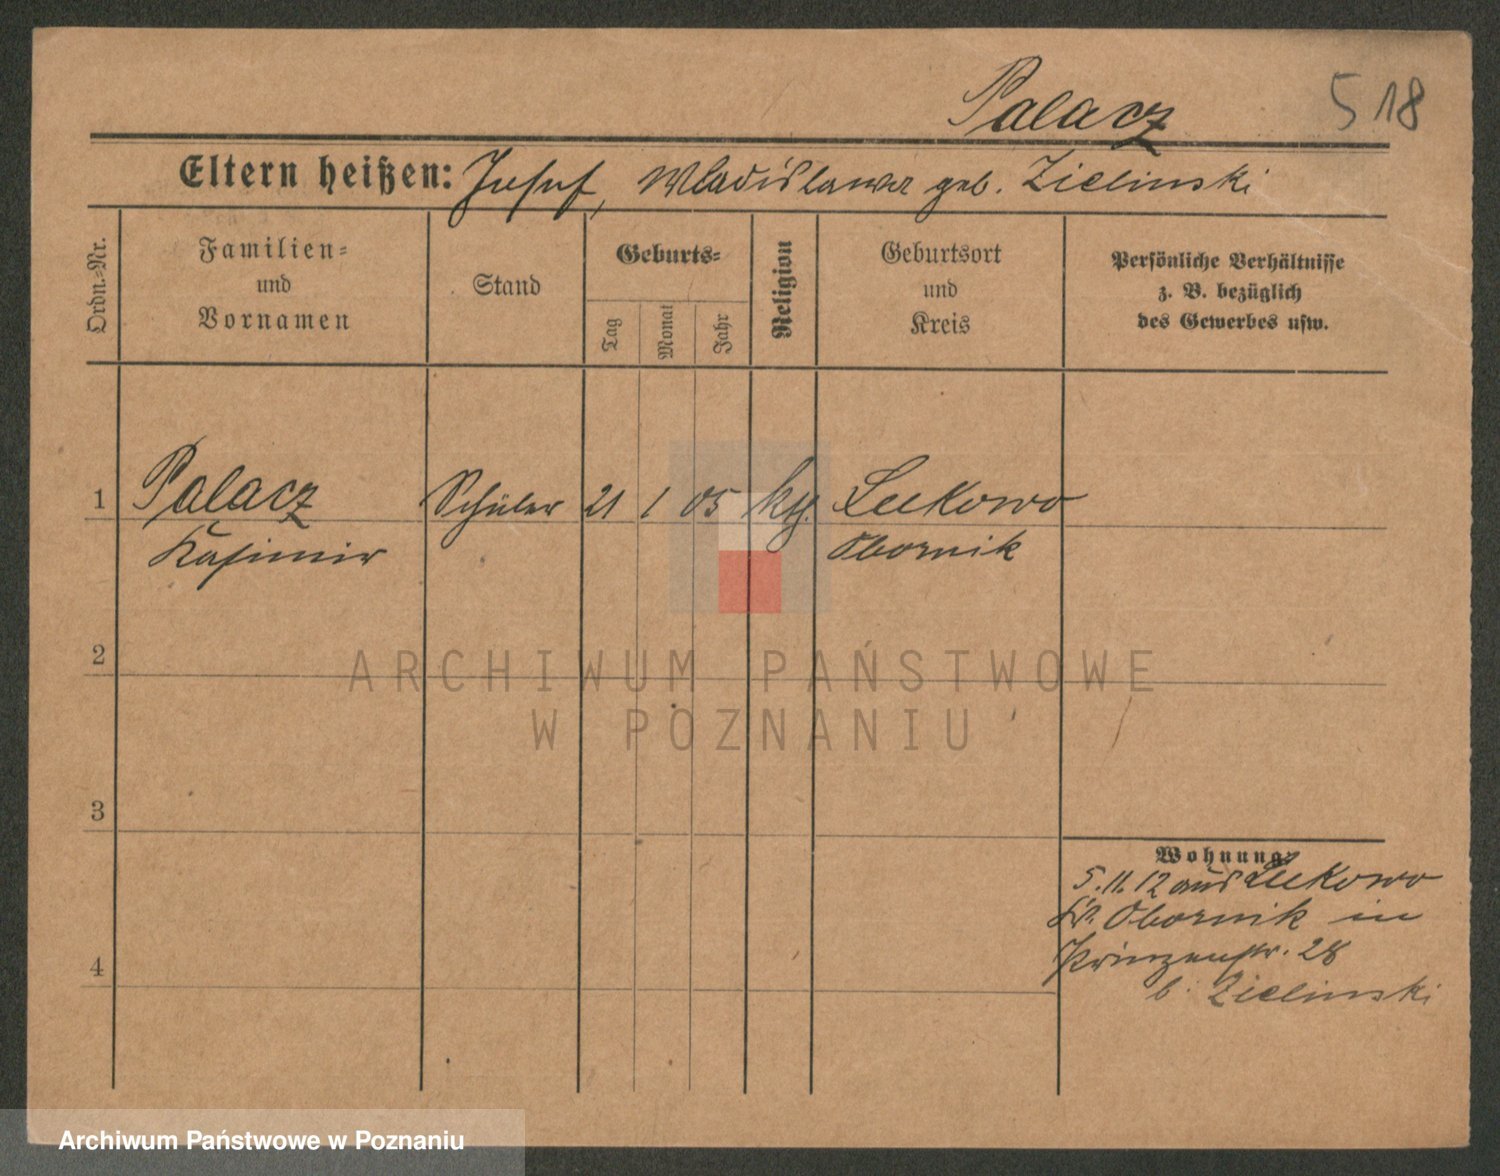 Palacz
518
Eltern heißen: Josef, Wladislawa geb. Zielinski
Ordn.-Nr.
Familien-
und
Vornamen
Stand
Geburts-
Tag
Monat
Jahr
Religion
Geburtsort
und
Kreis
Persönliche Verhältnisse
z. B. bezüglich
des Gewerbes usw.
1 Palacz Schüler 21 1 05 kth. Lukowo
Kasimir Obornik
2
3
4
Wohnung:
5.11.12 aus Lukowo
Kr. Obornik in
Prinzenstr. 28
b. Zielinski
ARCHIWUM PAŃSTWOWE
W POZNANIU
Archiwum Państwowe w Poznaniu